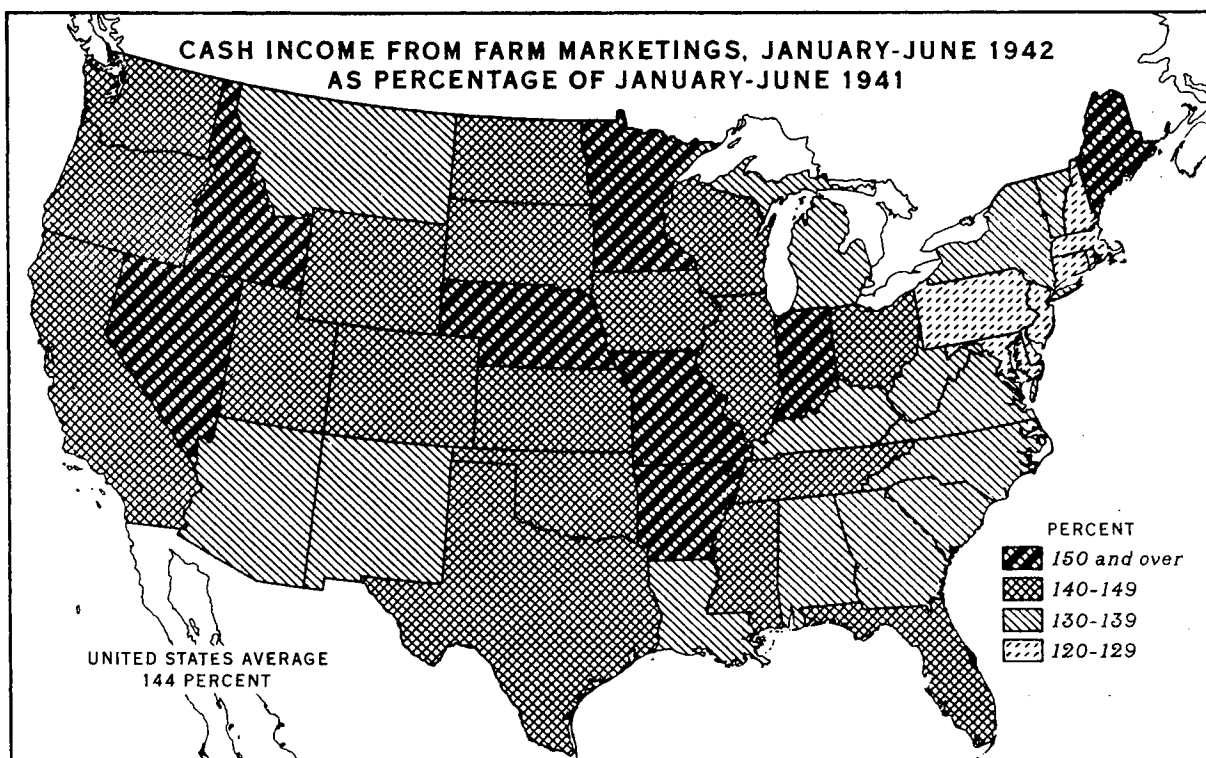 CASH INCOME FROM FARM MARKETINGS, JANUARY-JUNE 1942
AS PERCENTAGE OF JANUARY-JUNE 1941
PERCENT
150 and over
140-149
130-139
120-129
UNITED STATES AVERAGE
144 PERCENT